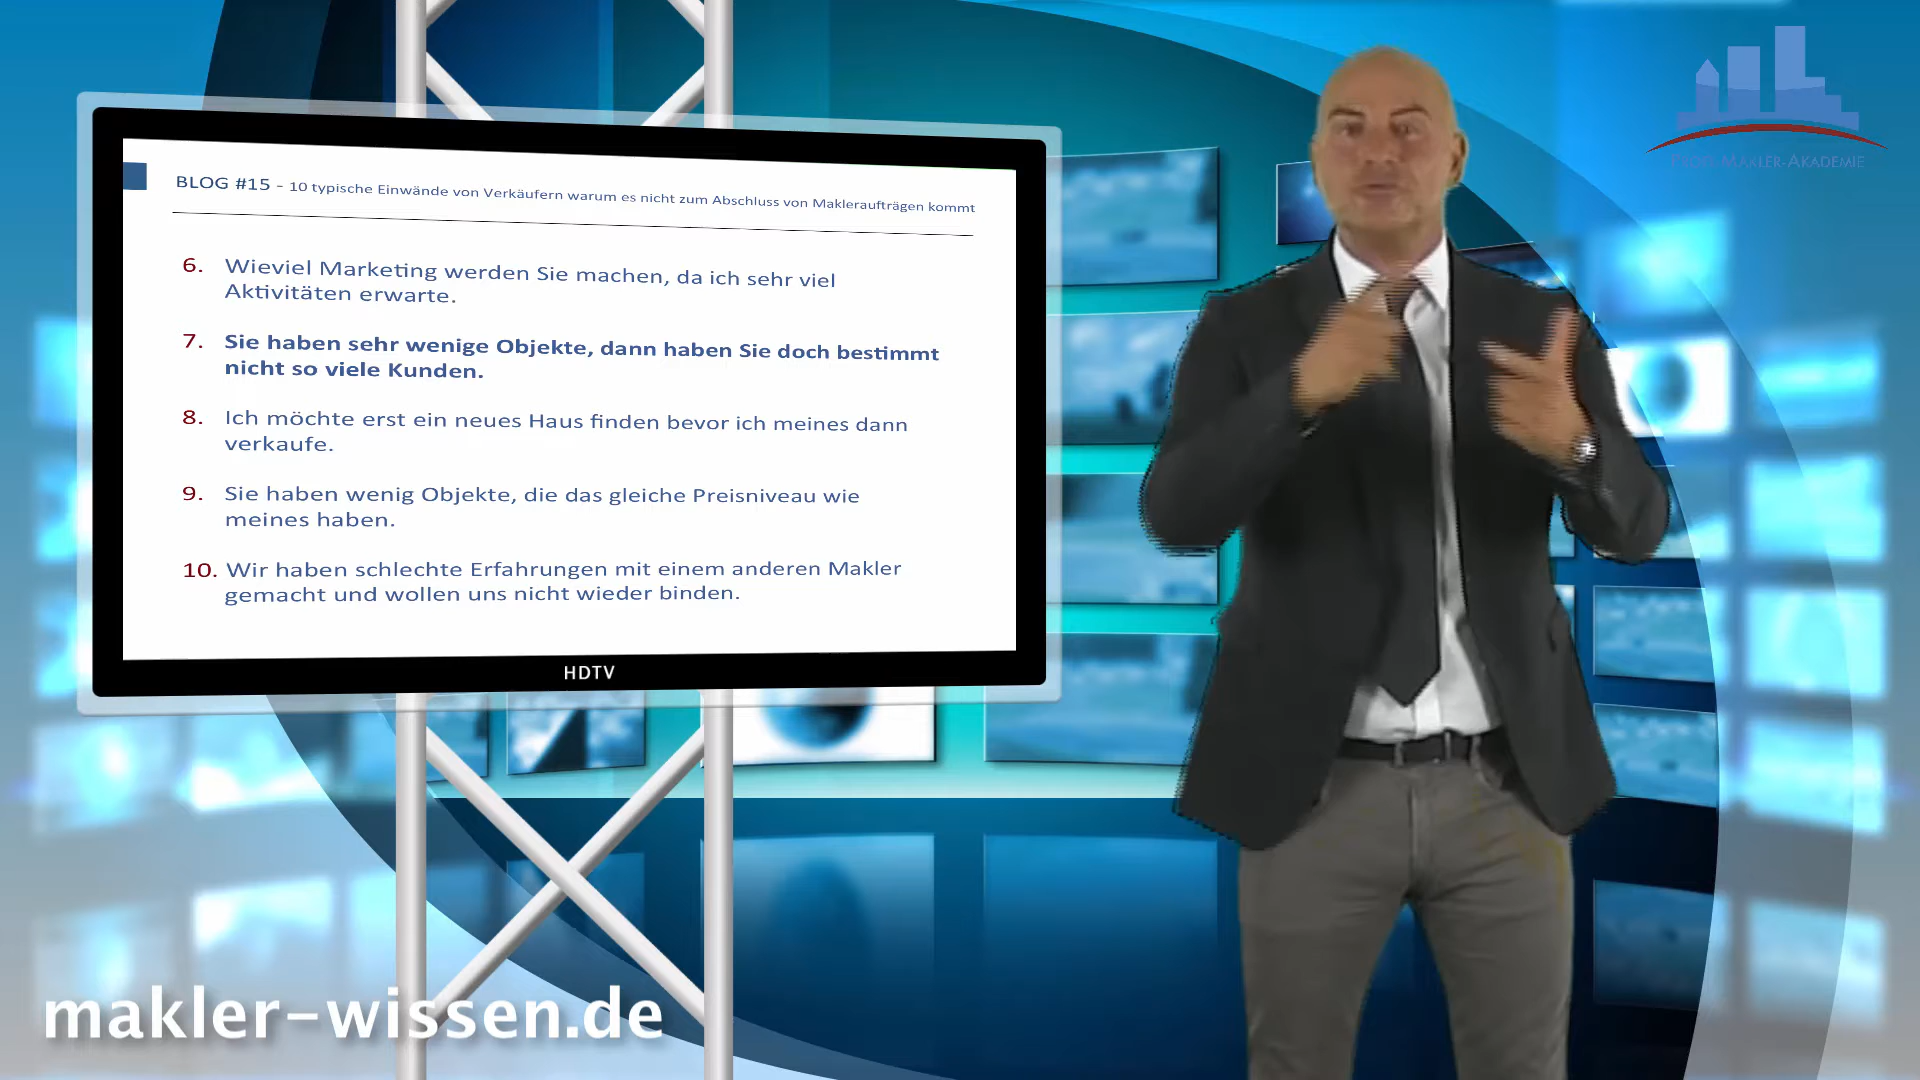 PROFI-MAKLER-AKADEMIE
BLOG #15 - 10 typische Einwände von Verkäufern warum es nicht zum Abschluss von Makleraufträgen kommt
6. Wieviel Marketing werden Sie machen, da ich sehr viel
Aktivitäten erwarte.
7. Sie haben sehr wenige Objekte, dann haben Sie doch bestimmt
nicht so viele Kunden.
8. Ich möchte erst ein neues Haus finden bevor ich meines dann
verkaufe.
9. Sie haben wenig Objekte, die das gleiche Preisniveau wie
meines haben.
10. Wir haben schlechte Erfahrungen mit einem anderen Makler
gemacht und wollen uns nicht wieder binden.
HDTV
makler-wissen.de